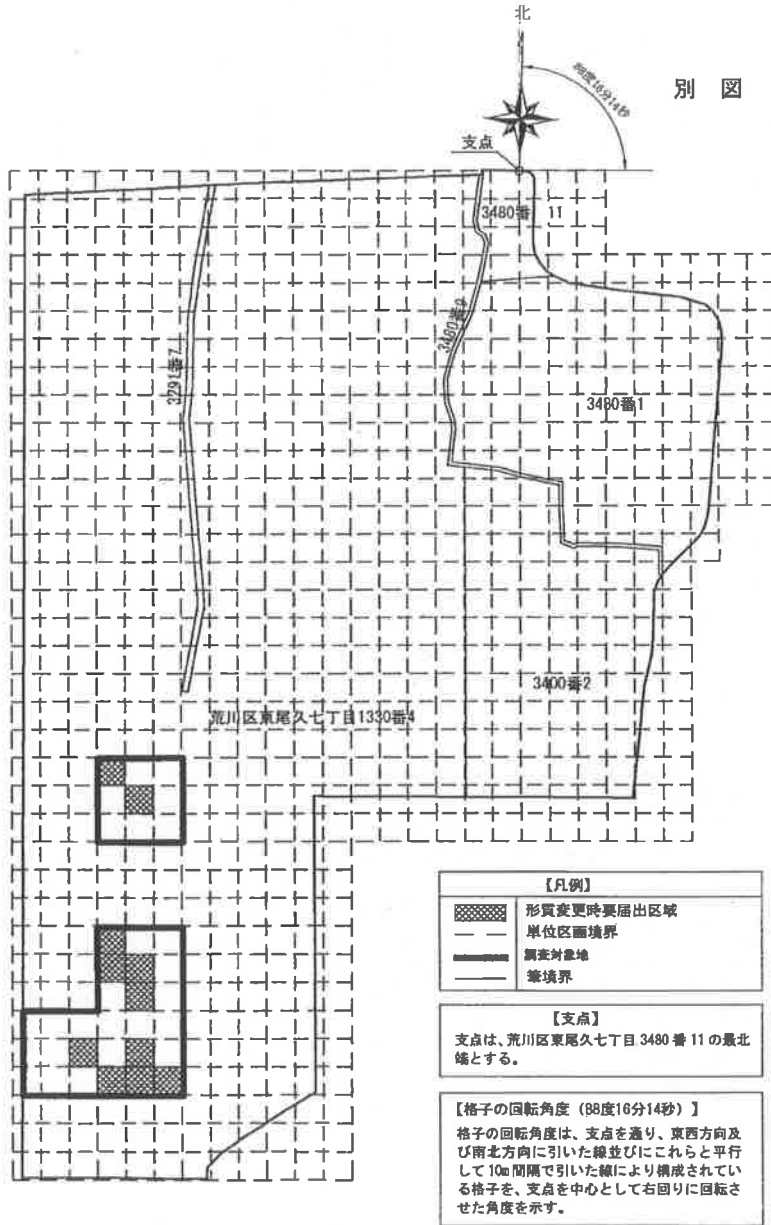 北
別 図
88度16分14秒
支点
3480番 11
3480番9
3291番7
3480番1
3400番2
荒川区東尾久七丁目1330番4
【凡例】
形質変更時要届出区域
単位区画境界
調査対象地
筆境界
【支点】
支点は、荒川区東尾久七丁目 3480 番 11 の最北
端とする。
【格子の回転角度（88度16分14秒）】
格子の回転角度は、支点を通り、東西方向及
び南北方向に引いた線並びにこれらと平行
して 10m 間隔で引いた線により構成されてい
る格子を、支点を中心として右回りに回転さ
せた角度を示す。